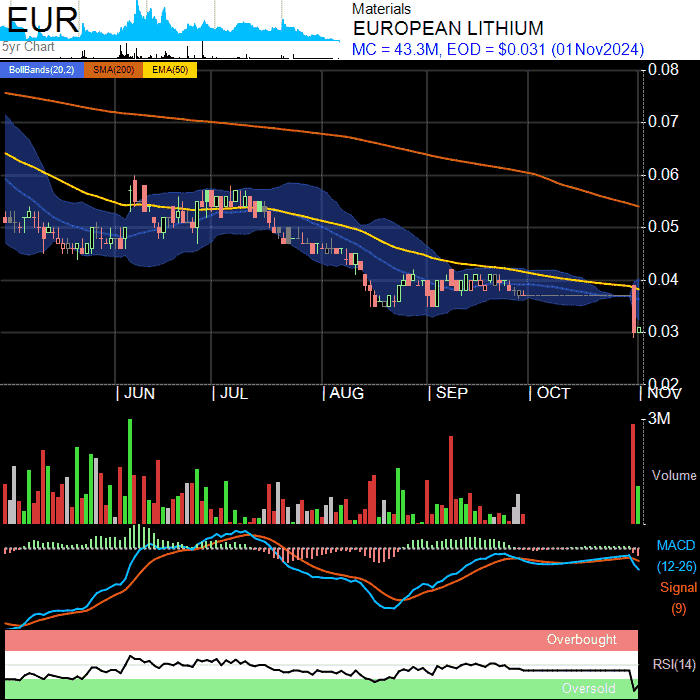 EUR
5yr Chart
Materials
EUROPEAN LITHIUM
MC = 43.3M, EOD = $0.031 (01Nov2024)
BollBands(20,2) SMA(200) EMA(50)
0.08
0.07
0.06
0.05
0.04
0.03
0.02
JUN JUL AUG SEP OCT NOV
3M
Volume
MACD
(12-26)
Signal
(9)
Overbought
RSI(14)
Oversold